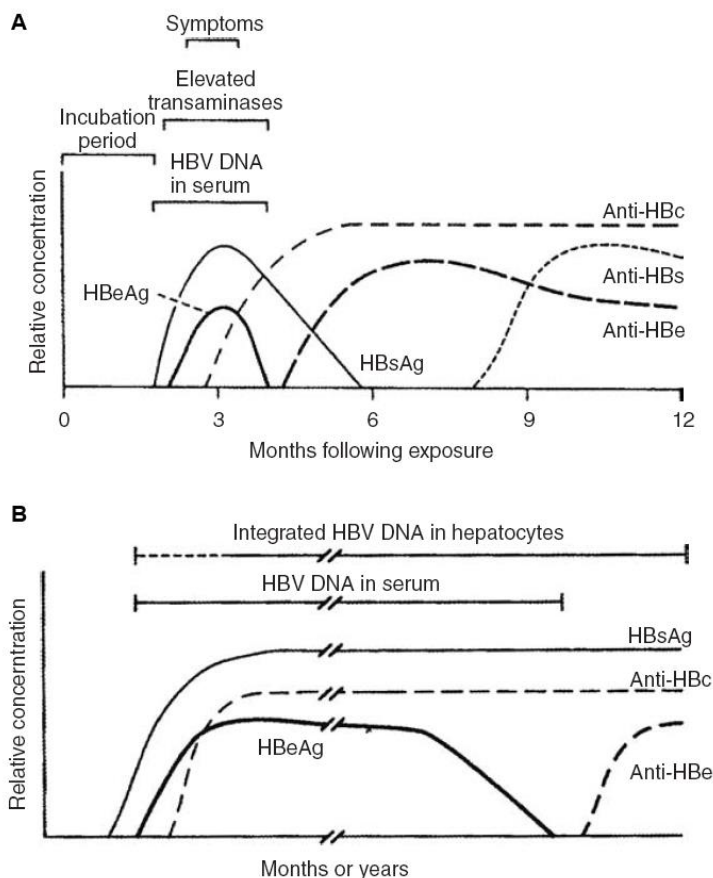 A
Symptoms
Elevated
transaminases
Incubation
period
HBV DNA
in serum
Relative concentration
HBeAg
HBsAg
Anti-HBc
Anti-HBs
Anti-HBe
0
3
6
9
12
Months following exposure
B
Integrated HBV DNA in hepatocytes
HBV DNA in serum
Relative concerntration
HBsAg
Anti-HBc
HBeAg
Anti-HBe
Months or years